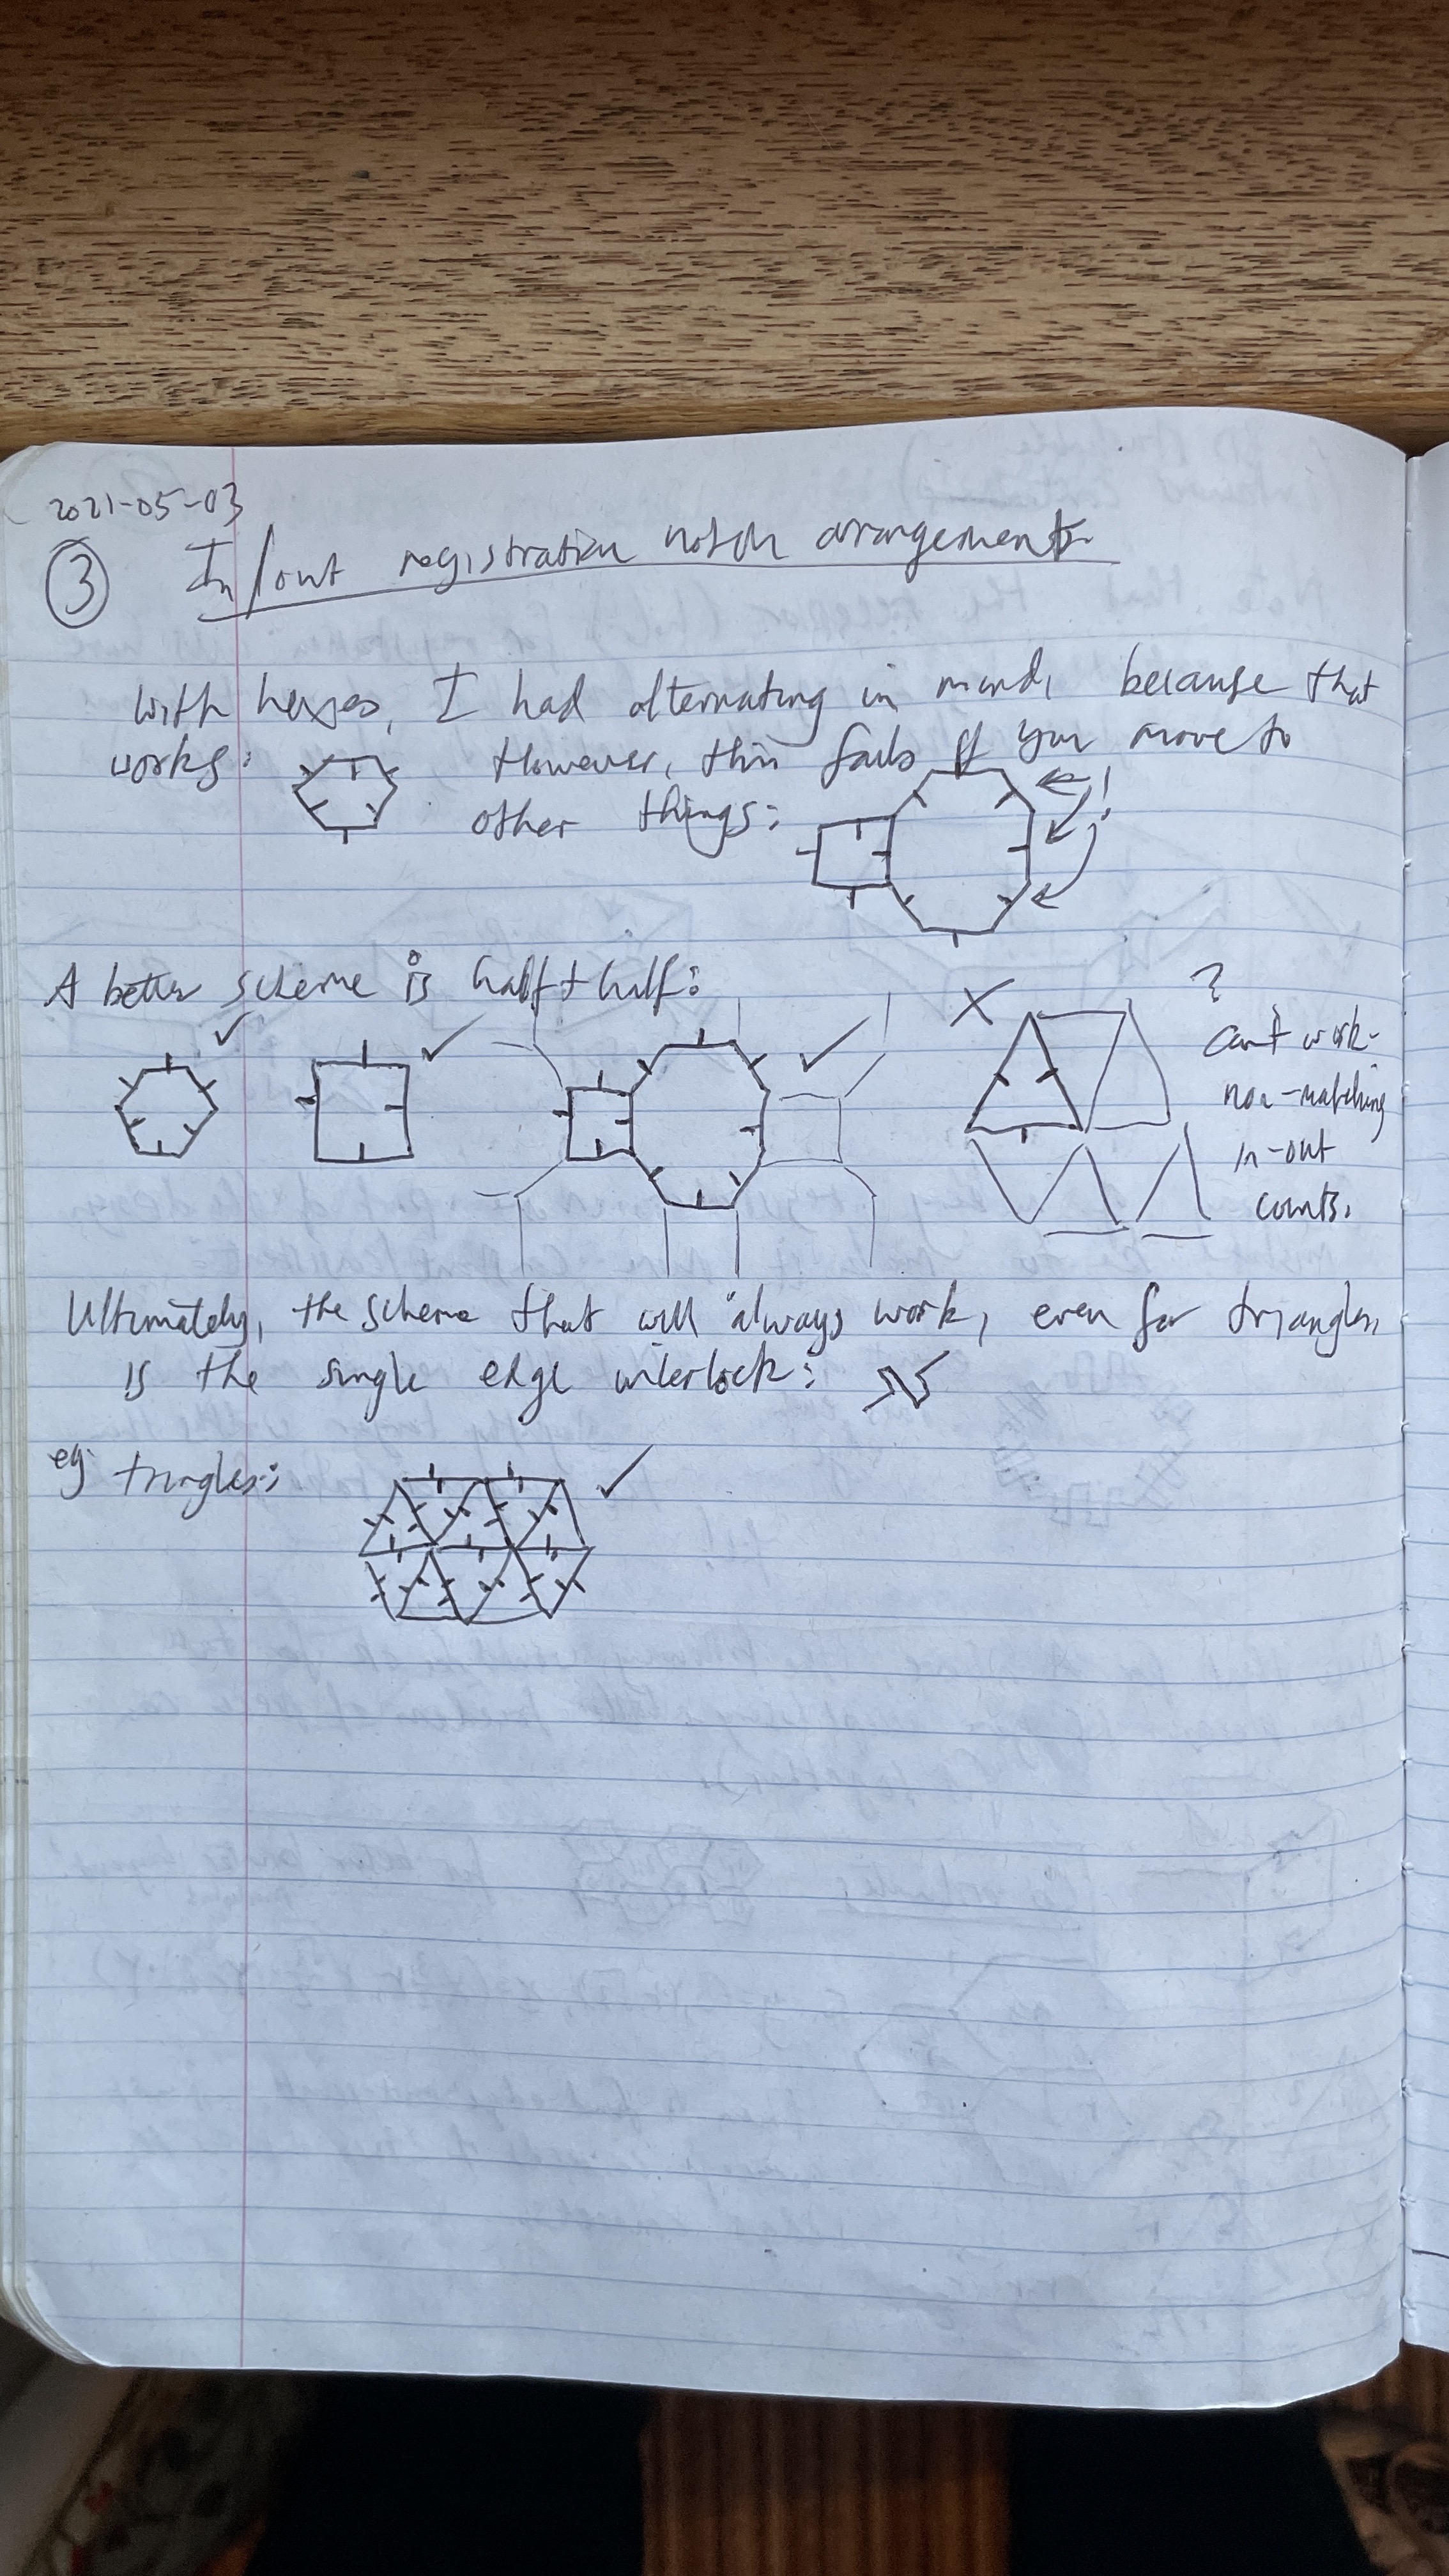 2021-05-03
③ In/out registration notch arrangements
With hexes, I had alternating in mind, because that
works: However, this fails if you move to
other things: !
A better scheme is half + half:
✓ ✓ ✓ X ?
can't work -
non-matching
in-out
counts.
Ultimately, the scheme that will always work, even for triangles,
is the single edge interlock:
eg triangles: ✓